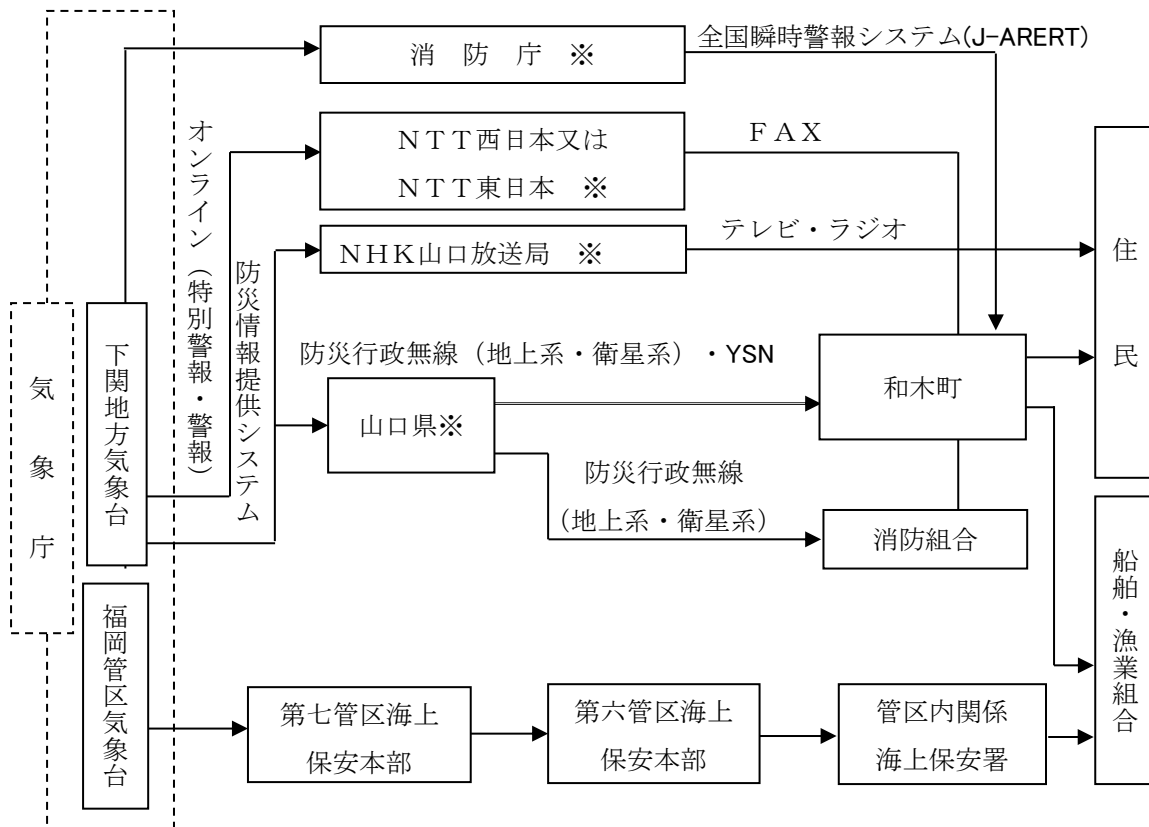 消　防　庁　※
全国瞬時警報システム(J-ARERT)
ＮＴＴ西日本又は
ＮＴＴ東日本　※
ＦＡＸ
ＮＨＫ山口放送局　※
テレビ・ラジオ
住民
オンライン（特別警報・警報）
防災情報提供システム
気象庁
下関地方気象台
防災行政無線（地上系・衛星系）・YSN
山口県※
和木町
防災行政無線
（地上系・衛星系）
消防組合
船舶・漁業組合
福岡管区気象台
第七管区海上
保安本部
第六管区海上
保安本部
管区内関係
海上保安署